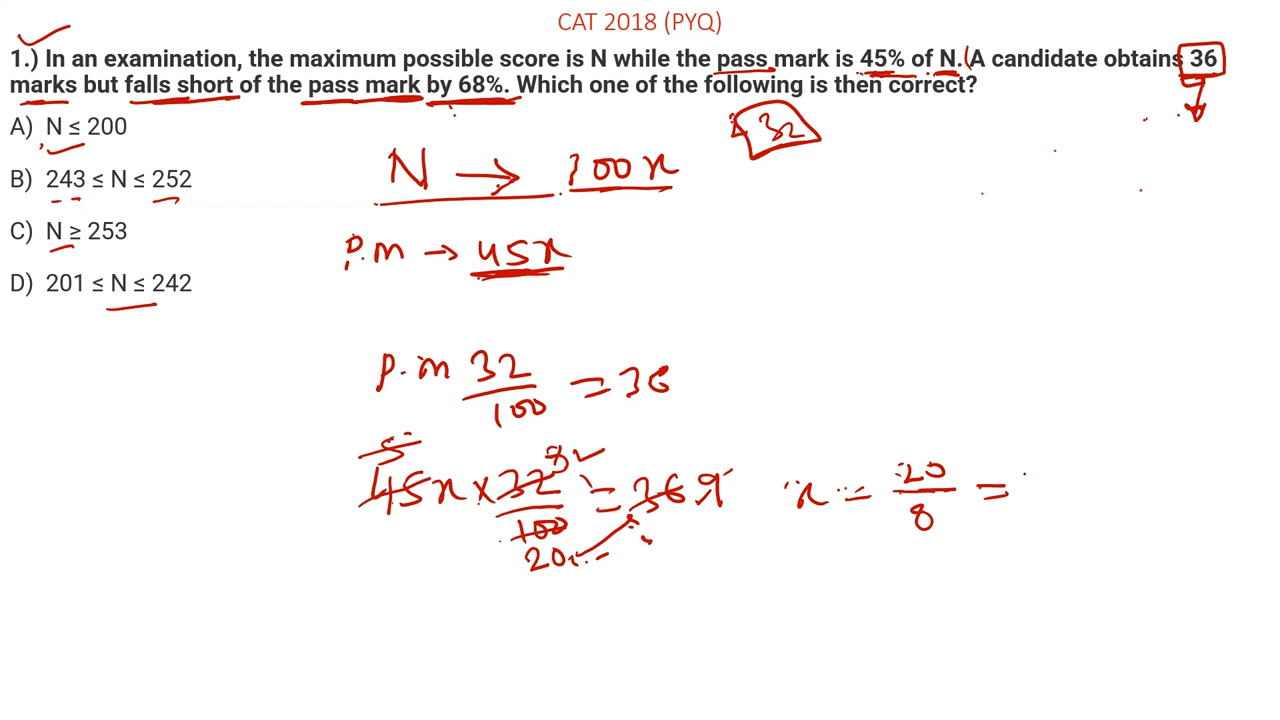 CAT 2018 (PYQ)
1.) In an examination, the maximum possible score is N while the pass mark is 45% of N. (A candidate obtains 36
marks but falls short of the pass mark by 68%. Which one of the following is then correct?
A) N ≤ 200
B) 243 ≤ N ≤ 252
C) N ≥ 253
D) 201 ≤ N ≤ 242
32
N → 100x
P.M → 45x
P.M 32/100 = 36
45x × 32/100 = 36 9
5
8
20
x = 20/8 =